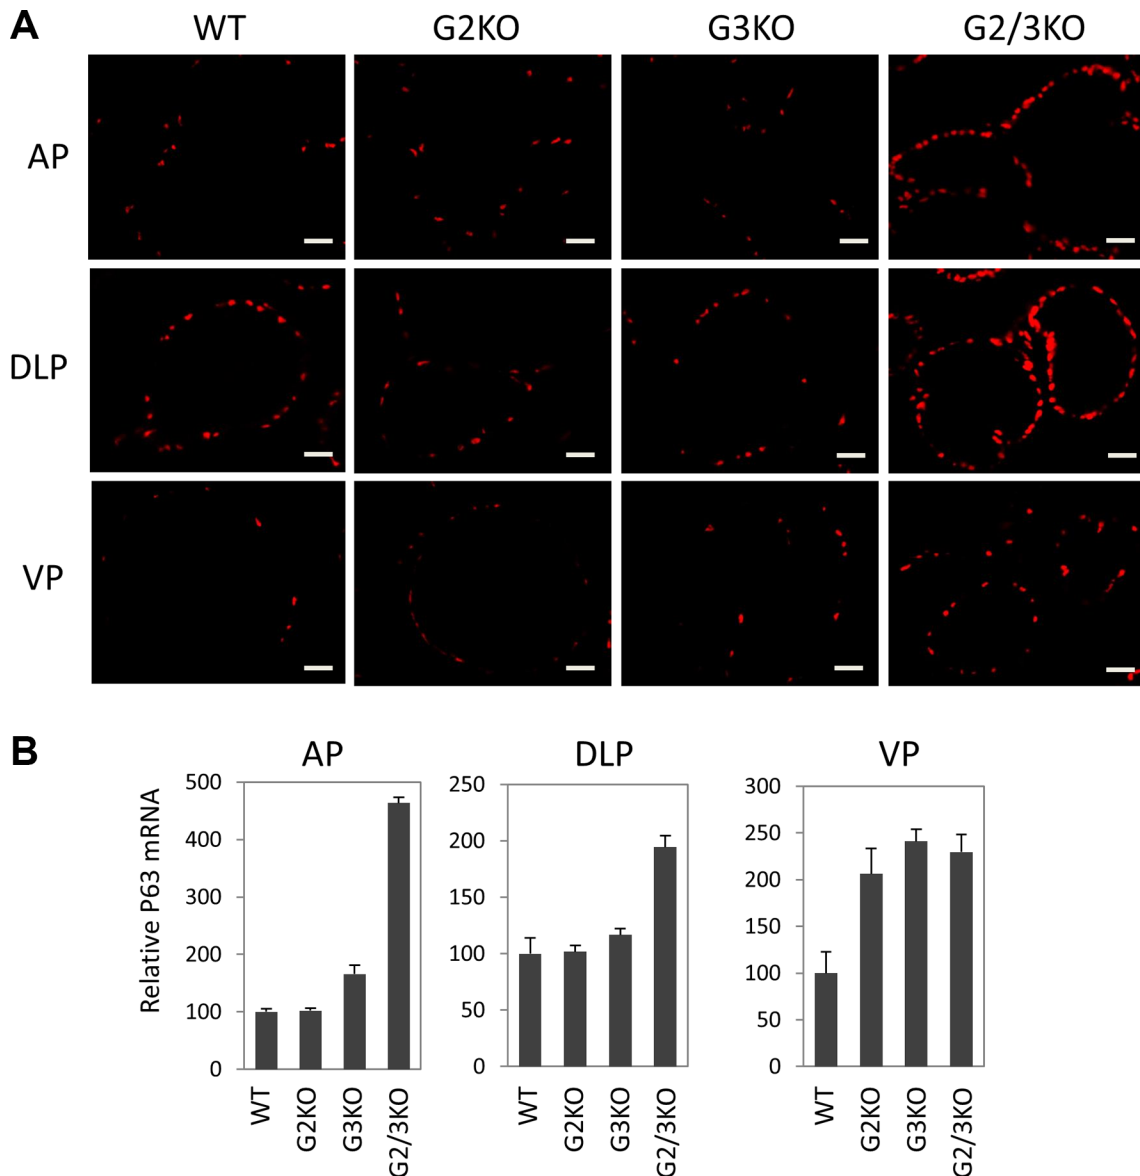 A
WT G2KO G3KO G2/3KO
AP
DLP
VP
B
AP DLP VP
Relative P63 mRNA
500
400
300
200
100
0
WT
G2KO
G3KO
G2/3KO
250
200
150
100
50
0
WT
G2KO
G3KO
G2/3KO
300
250
200
150
100
50
0
WT
G2KO
G3KO
G2/3KO